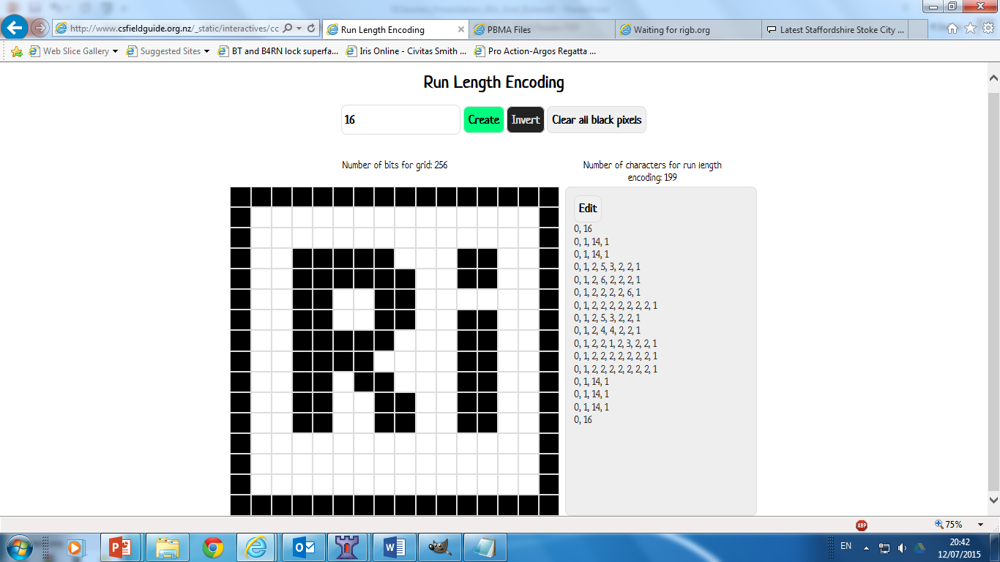 http://www.csfieldguide.org.nz/_static/interactives/cc
Run Length Encoding
PBMA Files
Waiting for rigb.org
Latest Staffordshire Stoke City ...
Web Slice Gallery
Suggested Sites
BT and B4RN lock superfa...
Iris Online - Civitas Smith ...
Pro Action-Argos Regatta ...
Run Length Encoding
16
Create
Invert
Clear all black pixels
Number of bits for grid: 256
Number of characters for run length
encoding: 199
Ri
Edit
0, 16
0, 1, 14, 1
0, 1, 14, 1
0, 1, 2, 5, 3, 2, 2, 1
0, 1, 2, 6, 2, 2, 2, 1
0, 1, 2, 2, 2, 2, 6, 1
0, 1, 2, 2, 2, 2, 2, 2, 2, 1
0, 1, 2, 5, 3, 2, 2, 1
0, 1, 2, 4, 4, 2, 2, 1
0, 1, 2, 2, 1, 2, 3, 2, 2, 1
0, 1, 2, 2, 2, 2, 2, 2, 2, 1
0, 1, 2, 2, 2, 2, 2, 2, 2, 1
0, 1, 14, 1
0, 1, 14, 1
0, 1, 14, 1
0, 16
ABP
75%
EN
20:42
12/07/2015